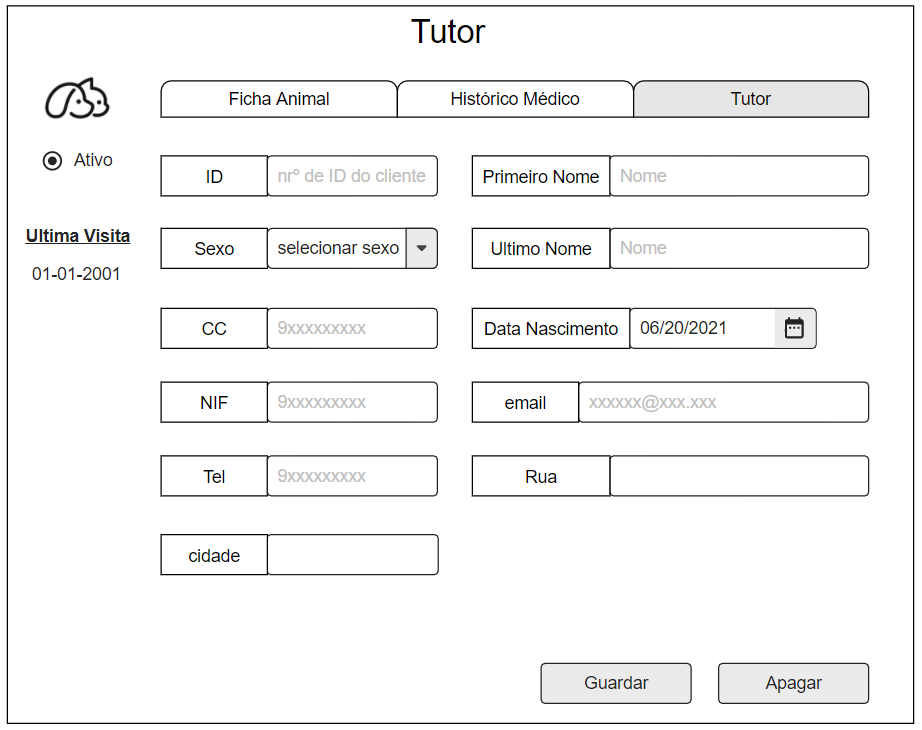 Tutor
Ficha Animal Histórico Médico Tutor
Ativo
ID nrº de ID do cliente Primeiro Nome Nome
Ultima Visita
Sexo selecionar sexo Ultimo Nome Nome
01-01-2001
CC 9xxxxxxxxx Data Nascimento 06/20/2021
NIF 9xxxxxxxxx email xxxxxx@xxx.xxx
Tel 9xxxxxxxxx Rua
cidade
Guardar Apagar